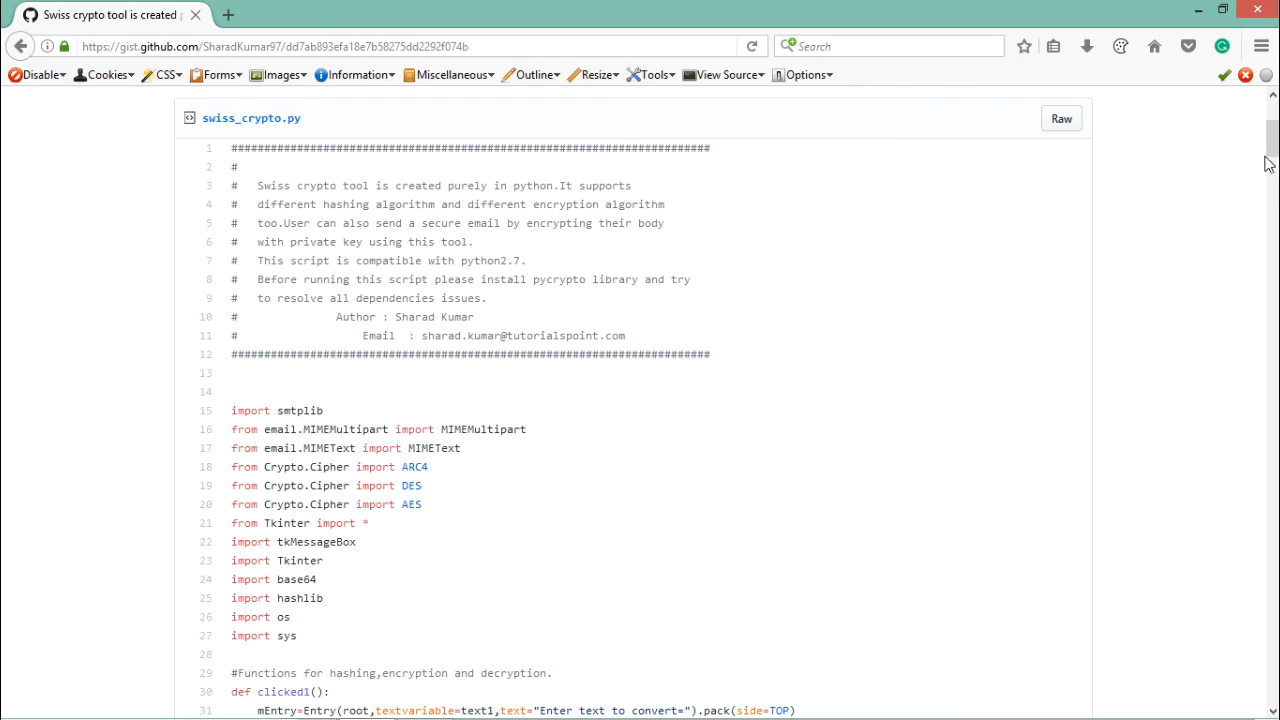 Swiss crypto tool is created
https://gist.github.com/SharadKumar97/dd7ab893efa18e7b58275dd2292f074b
Search
Disable Cookies CSS Forms Images Information Miscellaneous Outline Resize Tools View Source Options
swiss_crypto.py
Raw
1 #########################################################################
2 #
3 # Swiss crypto tool is created purely in python.It supports
4 # different hashing algorithm and different encryption algorithm
5 # too.User can also send a secure email by encrypting their body
6 # with private key using this tool.
7 # This script is compatible with python2.7.
8 # Before running this script please install pycrypto library and try
9 # to resolve all dependencies issues.
10 # Author : Sharad Kumar
11 # Email : sharad.kumar@tutorialspoint.com
12 #########################################################################
13
14
15 import smtplib
16 from email.MIMEMultipart import MIMEMultipart
17 from email.MIMEText import MIMEText
18 from Crypto.Cipher import ARC4
19 from Crypto.Cipher import DES
20 from Crypto.Cipher import AES
21 from Tkinter import *
22 import tkMessageBox
23 import Tkinter
24 import base64
25 import hashlib
26 import os
27 import sys
28
29 #Functions for hashing,encryption and decryption.
30 def clicked1():
31 mEntry=Entry(root,textvariable=text1,text="Enter text to convert=").pack(side=TOP)